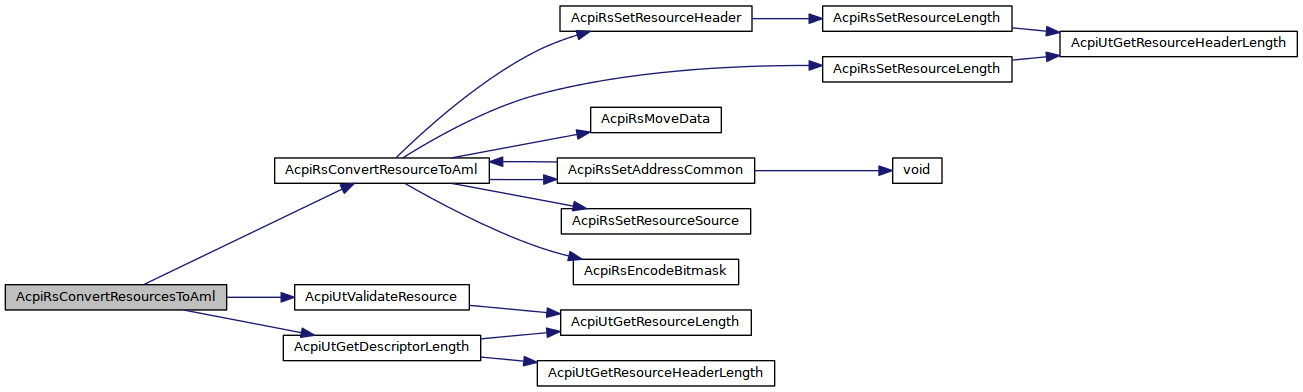 AcpiRsSetResourceHeader
AcpiRsSetResourceLength
AcpiUtGetResourceHeaderLength
AcpiRsSetResourceLength
AcpiRsMoveData
AcpiRsConvertResourceToAml
AcpiRsSetAddressCommon
void
AcpiRsSetResourceSource
AcpiRsEncodeBitmask
AcpiRsConvertResourcesToAml
AcpiUtValidateResource
AcpiUtGetResourceLength
AcpiUtGetDescriptorLength
AcpiUtGetResourceHeaderLength